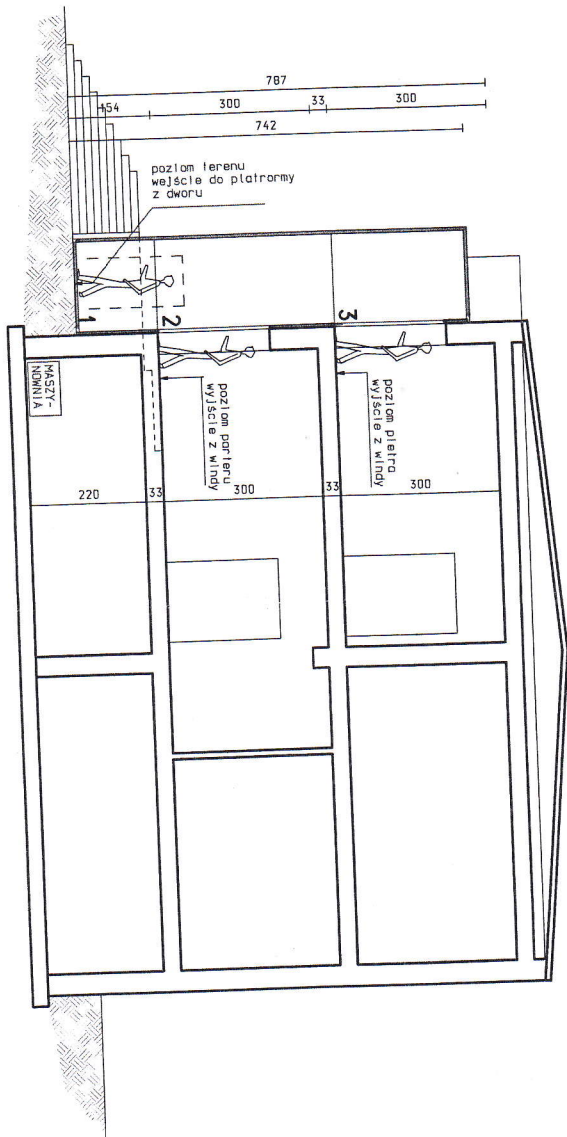 787
154
300
33
300
742
poziom terenu
wejście do platrormy
z dworu
1
2
3
poziom parteru
wyjście z windy
poziom pietra
wyjście z windy
MASZY-
NOWNIA
220
33
300
33
300